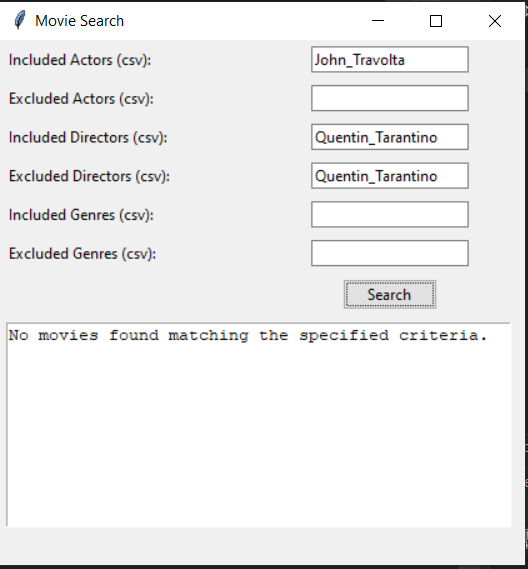 Movie Search
Included Actors (csv): John_Travolta
Excluded Actors (csv):
Included Directors (csv): Quentin_Tarantino
Excluded Directors (csv): Quentin_Tarantino
Included Genres (csv):
Excluded Genres (csv):
Search
No movies found matching the specified criteria.